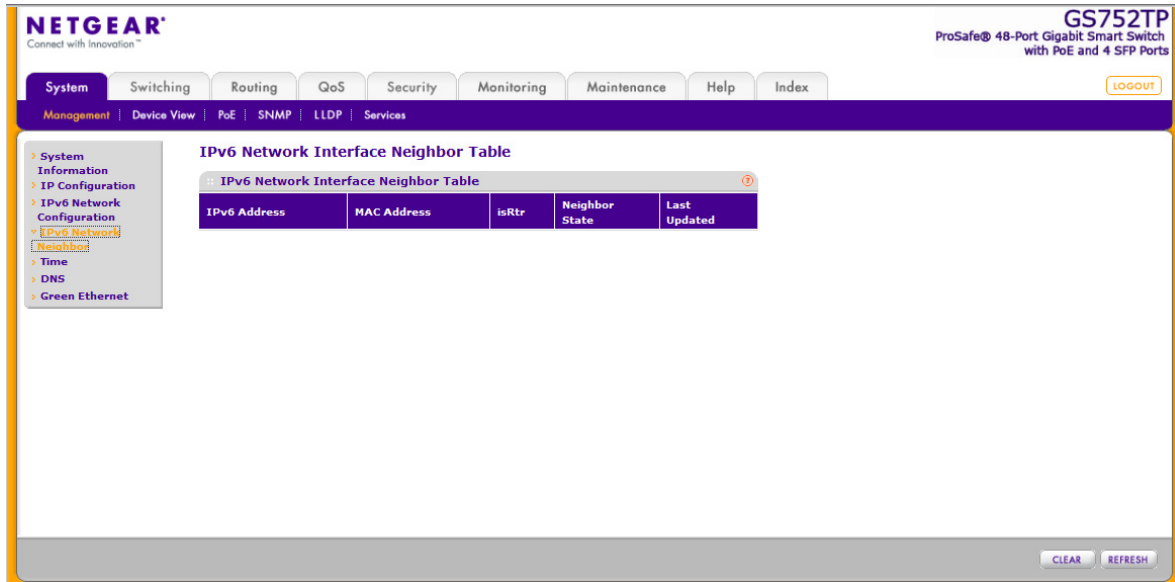 NETGEAR®
Connect with Innovation™
GS752TP
ProSafe® 48-Port Gigabit Smart Switch
with PoE and 4 SFP Ports
System Switching Routing QoS Security Monitoring Maintenance Help Index
LOGOUT
Management Device View PoE SNMP LLDP Services
System
Information
IP Configuration
IPv6 Network
Configuration
IPv6 Network
Neighbor
Time
DNS
Green Ethernet
IPv6 Network Interface Neighbor Table
IPv6 Network Interface Neighbor Table
?
IPv6 Address MAC Address isRtr Neighbor State Last Updated
CLEAR REFRESH